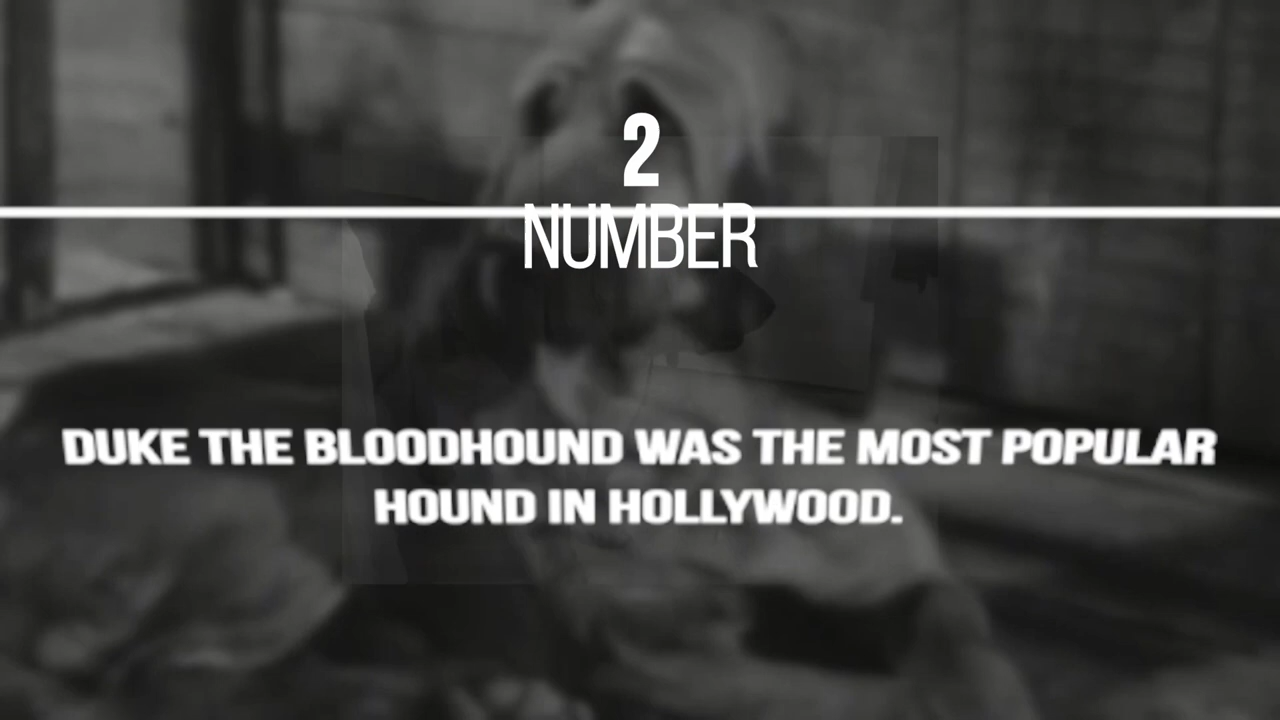 2
NUMBER
DUKE THE BLOODHOUND WAS THE MOST POPULAR
HOUND IN HOLLYWOOD.